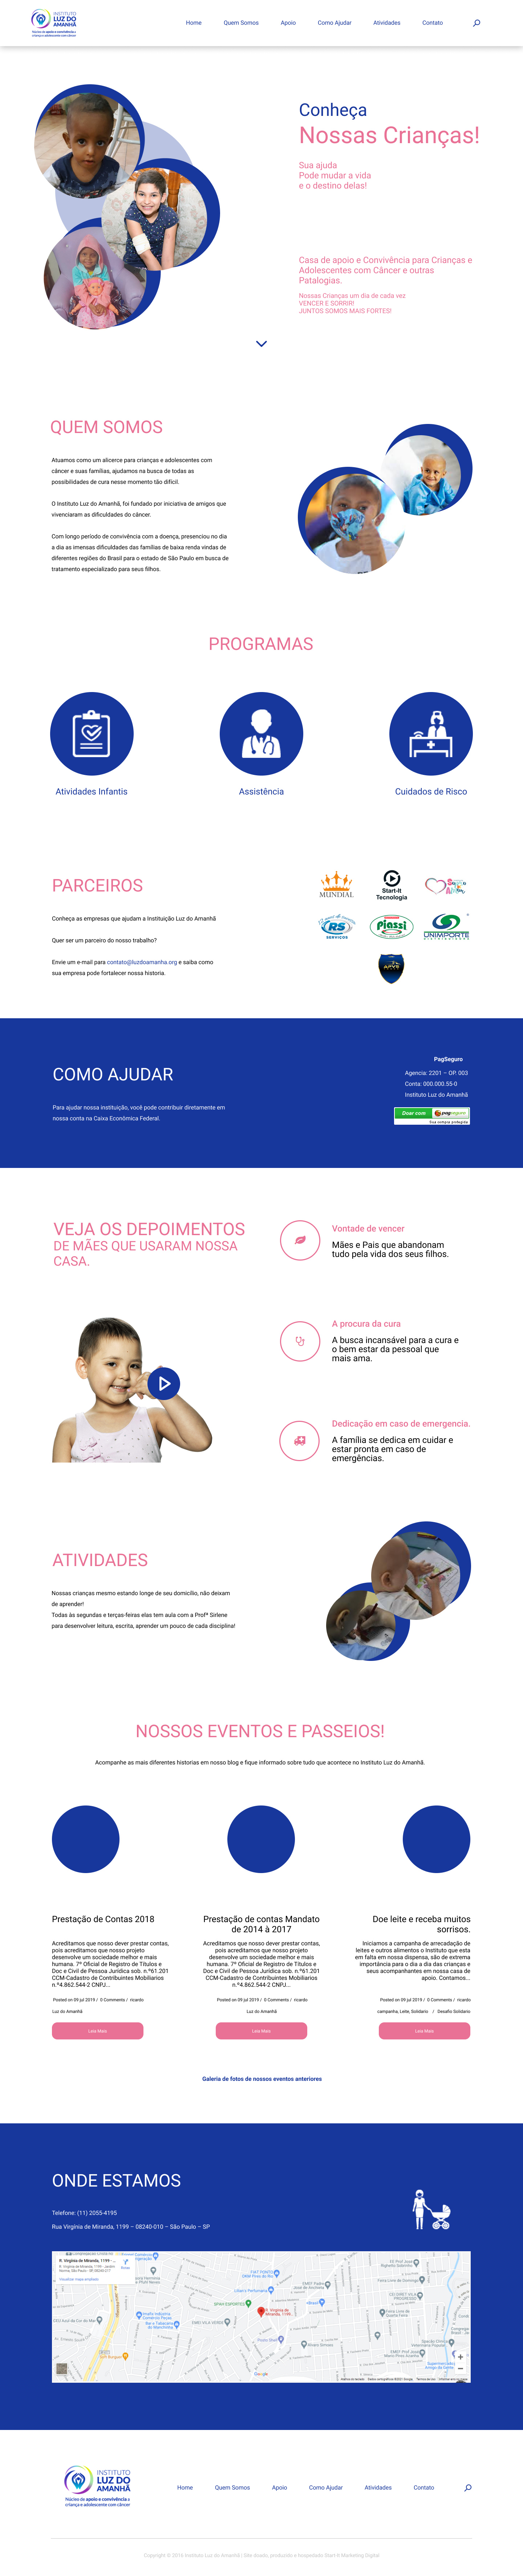 INSTITUTO
LUZ DO
AMANHÃ
Núcleo de apoio e convivência à
criança e adolescente com câncer
Home
Quem Somos
Apoio
Como Ajudar
Atividades
Contato
Conheça
Nossas Crianças!
Sua ajuda
Pode mudar a vida
e o destino delas!
Casa de apoio e Convivência para Crianças e
Adolescentes com Câncer e outras
Patalogias.
Nossas Crianças um dia de cada vez
VENCER E SORRIR!
JUNTOS SOMOS MAIS FORTES!
QUEM SOMOS
Atuamos como um alicerce para crianças e adolescentes com
câncer e suas famílias, ajudamos na busca de todas as
possibilidades de cura nesse momento tão difícil.
O Instituto Luz do Amanhã, foi fundado por iniciativa de amigos que
vivenciaram as dificuldades do câncer.
Com longo período de convivência com a doença, presenciou no dia
a dia as imensas dificuldades das famílias de baixa renda vindas de
diferentes regiões do Brasil para o estado de São Paulo em busca de
tratamento especializado para seus filhos.
PROGRAMAS
Atividades Infantis
Assistência
Cuidados de Risco
PARCEIROS
Conheça as empresas que ajudam a Instituição Luz do Amanhã
Quer ser um parceiro do nosso trabalho?
Envie um e-mail para contato@luzdoamanha.org e saiba como
sua empresa pode fortalecer nossa historia.
MUNDIAL
Start-It
Tecnologia
RS
SERVICOS
Piassi
UNIMPORTE
COMO AJUDAR
Para ajudar nossa instituição, você pode contribuir diretamente em
nossa conta na Caixa Econômica Federal.
PagSeguro
Agencia: 2201 – OP. 003
Conta: 000.000.55-0
Instituto Luz do Amanhã
Doar com pagseguro
Sua compra protegida
VEJA OS DEPOIMENTOS
DE MÃES QUE USARAM NOSSA
CASA.
Vontade de vencer
Mães e Pais que abandonam
tudo pela vida dos seus filhos.
A procura da cura
A busca incansável para a cura e
o bem estar da pessoal que
mais ama.
Dedicação em caso de emergencia.
A família se dedica em cuidar e
estar pronta em caso de
emergências.
ATIVIDADES
Nossas crianças mesmo estando longe de seu domicílio, não deixam
de aprender!
Todas às segundas e terças-feiras elas tem aula com a Profª Sirlene
para desenvolver leitura, escrita, aprender um pouco de cada disciplina!
NOSSOS EVENTOS E PASSEIOS!
Acompanhe as mais diferentes historias em nosso blog e fique informado sobre tudo que acontece no Instituto Luz do Amanhã.
Prestação de Contas 2018
Acreditamos que nosso dever prestar contas,
pois acreditamos que nosso projeto
desenvolve um sociedade melhor e mais
humana. 7º Oficial de Registro de Títulos e
Doc e Civil de Pessoa Jurídica sob. n.º61.201
CCM-Cadastro de Contribuintes Mobiliarios
n.º4.862.544-2 CNPJ...
Posted on 09 jul 2019 / 0 Comments / ricardo
Luz do Amanhã
Leia Mais
Prestação de contas Mandato
de 2014 à 2017
Acreditamos que nosso dever prestar contas,
pois acreditamos que nosso projeto
desenvolve um sociedade melhor e mais
humana. 7º Oficial de Registro de Títulos e
Doc e Civil de Pessoa Jurídica sob. n.º61.201
CCM-Cadastro de Contribuintes Mobiliarios
n.º4.862.544-2 CNPJ...
Posted on 09 jul 2019 / 0 Comments / ricardo
Luz do Amanhã
Leia Mais
Doe leite e receba muitos
sorrisos.
Iniciamos a campanha de arrecadação de
leites e outros alimentos o Instituto que esta
em falta em nossa dispensa, são de extrema
importância para o dia a dia das crianças e
seus acompanhantes em nossa casa de
apoio. Contamos...
Posted on 09 jul 2019 / 0 Comments / ricardo
campanha, Leite, Solidario / Desafio Solidario
Leia Mais
Galeria de fotos de nossos eventos anteriores
ONDE ESTAMOS
Telefone: (11) 2055-4195
Rua Virgínia de Miranda, 1199 – 08240-010 – São Paulo – SP
R. Virgínia de Miranda, 1199 - ...
Visualizar mapa ampliado
R. Virgínia de
Miranda, 1199,
Google
INSTITUTO
LUZ DO
AMANHÃ
Núcleo de apoio e convivência à
criança e adolescente com câncer
Home
Quem Somos
Apoio
Como Ajudar
Atividades
Contato
Copyright © 2016 Instituto Luz do Amanhã | Site doado, produzido e hospedado Start-It Marketing Digital